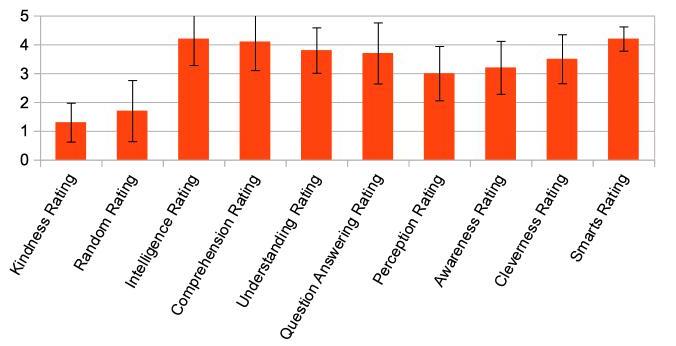 5
4
3
2
1
0
Kindness Rating
Random Rating
Intelligence Rating
Comprehension Rating
Understanding Rating
Question Answering Rating
Perception Rating
Awareness Rating
Cleverness Rating
Smarts Rating